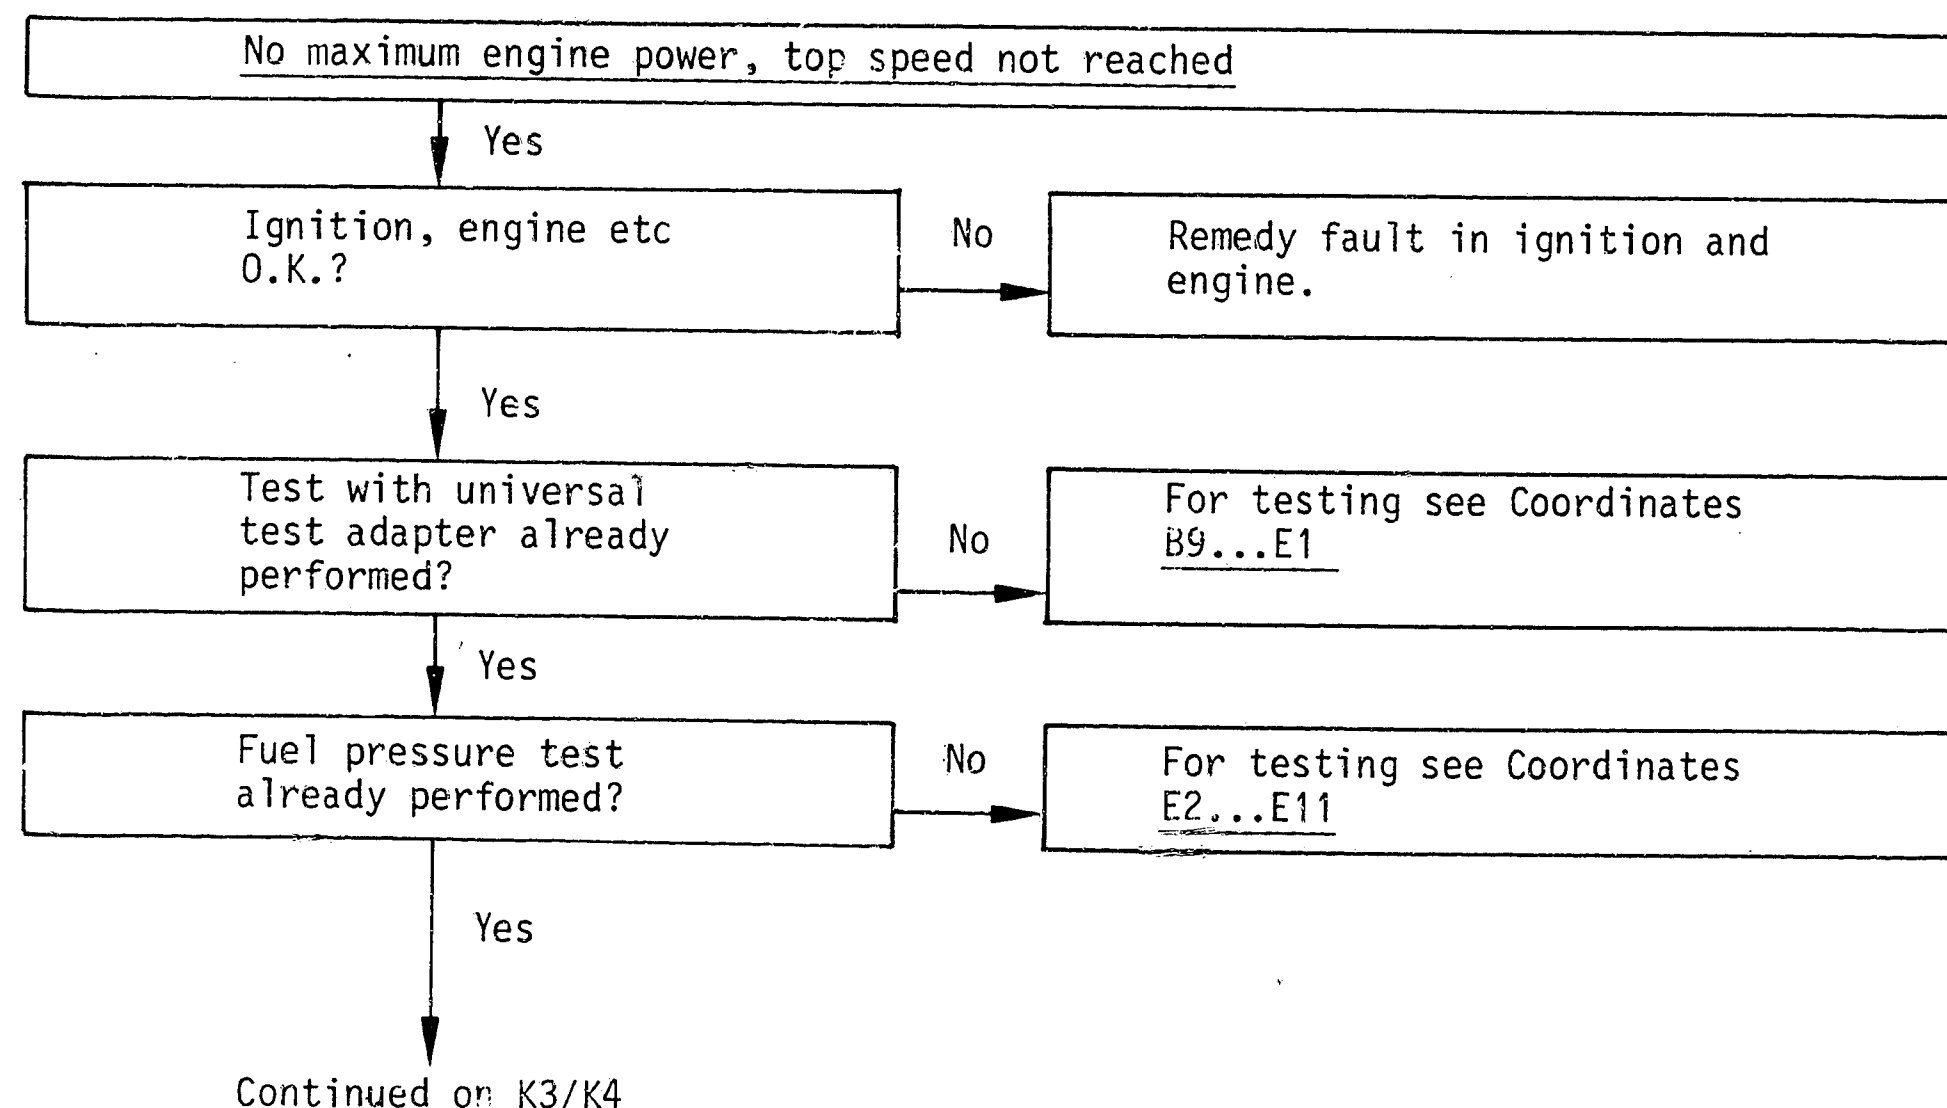 No maximum engine power, top speed not reached
Yes
Ignition, engine etc
O.K.?
No
Remedy fault in ignition and
engine.
Yes
Test with universal
test adapter already
performed?
No
For testing see Coordinates
B9...E1
Yes
Fuel pressure test
already performed?
No
For testing see Coordinates
E2...E11
Yes
Continued on K3/K4